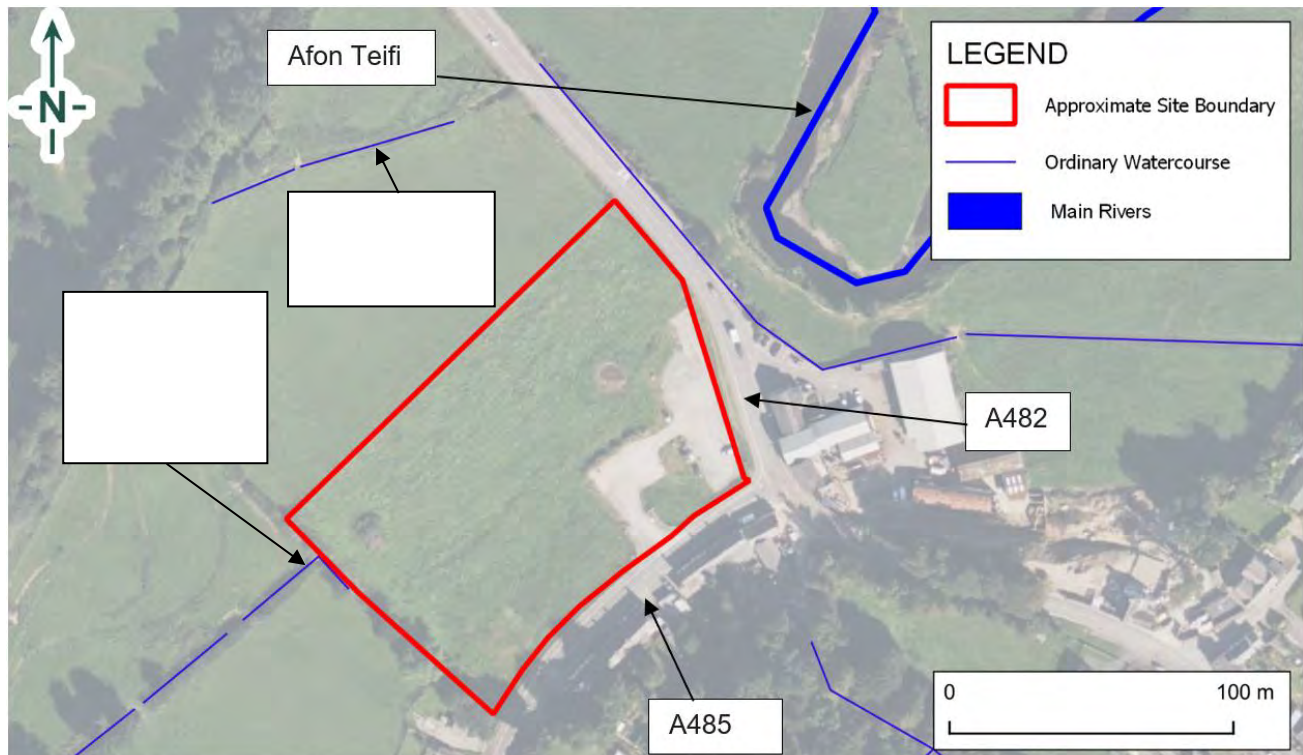 N
Afon Teifi
LEGEND
Approximate Site Boundary
Ordinary Watercourse
Main Rivers
A482
A485
0 100 m